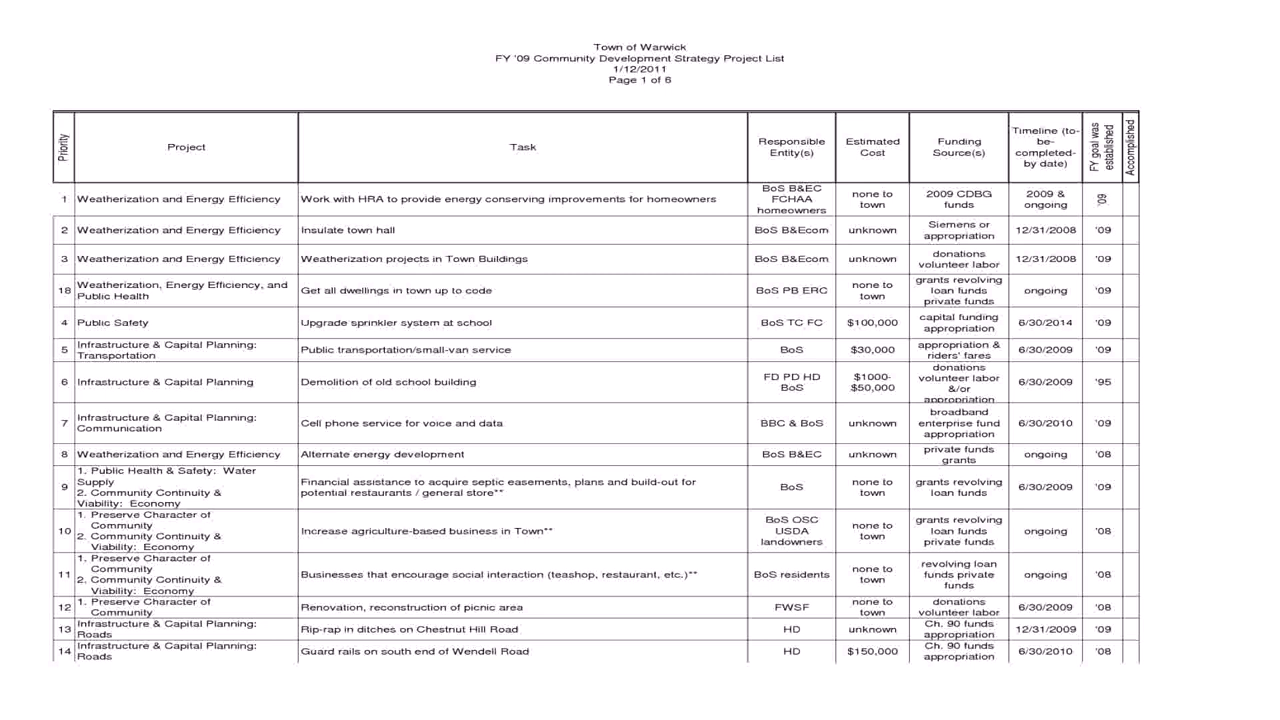 Town of Warwick
FY '09 Community Development Strategy Project List
1/12/2011
Page 1 of 6
Priority Project Task Responsible Entity(s) Estimated Cost Funding Source(s) Timeline (to-be-completed-by date) FY goal was established Accomplished
1 Weatherization and Energy Efficiency Work with HRA to provide energy conserving improvements for homeowners BoS B&EC FCHAA homeowners none to town 2009 CDBG funds 2009 & ongoing '09
2 Weatherization and Energy Efficiency Insulate town hall BoS B&Ecom unknown Siemens or appropriation 12/31/2008 '09
3 Weatherization and Energy Efficiency Weatherization projects in Town Buildings BoS B&Ecom unknown donations volunteer labor 12/31/2008 '09
18 Weatherization, Energy Efficiency, and Public Health Get all dwellings in town up to code BoS PB ERC none to town grants revolving loan funds private funds ongoing '09
4 Public Safety Upgrade sprinkler system at school BoS TC FC $100,000 capital funding appropriation 6/30/2014 '09
5 Infrastructure & Capital Planning: Transportation Public transportation/small-van service BoS $30,000 appropriation & riders' fares 6/30/2009 '09
6 Infrastructure & Capital Planning Demolition of old school building FD PD HD BoS $1000-$50,000 donations volunteer labor &/or appropriation 6/30/2009 '95
7 Infrastructure & Capital Planning: Communication Cell phone service for voice and data BBC & BoS unknown broadband enterprise fund appropriation 6/30/2010 '09
8 Weatherization and Energy Efficiency Alternate energy development BoS B&EC unknown private funds grants ongoing '08
9 1. Public Health & Safety: Water Supply 2. Community Continuity & Viability: Economy Financial assistance to acquire septic easements, plans and build-out for potential restaurants / general store** BoS none to town grants revolving loan funds 6/30/2009 '09
10 1. Preserve Character of Community 2. Community Continuity & Viability: Economy Increase agriculture-based business in Town** BoS OSC USDA landowners none to town grants revolving loan funds private funds ongoing '08
11 1. Preserve Character of Community 2. Community Continuity & Viability: Economy Businesses that encourage social interaction (teashop, restaurant, etc.)** BoS residents none to town revolving loan funds private funds ongoing '08
12 1. Preserve Character of Community Renovation, reconstruction of picnic area FWSF none to town donations volunteer labor 6/30/2009 '08
13 Infrastructure & Capital Planning: Roads Rip-rap in ditches on Chestnut Hill Road HD unknown Ch. 90 funds appropriation 12/31/2009 '09
14 Infrastructure & Capital Planning: Roads Guard rails on south end of Wendell Road HD $150,000 Ch. 90 funds appropriation 6/30/2010 '08